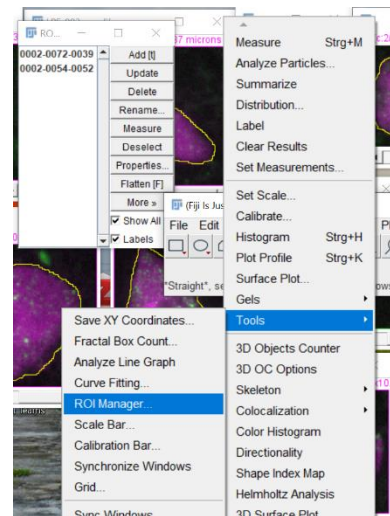 RO...
0002-0072-0039
0002-0054-0052
Add [t]
Update
Delete
Rename...
Measure
Deselect
Properties...
Flatten [F]
More »
Show All
Labels
microns
(Fiji Is Jus
File Edit
*Straight*, se
Measure Strg+M
Analyze Particles...
Summarize
Distribution...
Label
Clear Results
Set Measurements...
Set Scale...
Calibrate...
Histogram Strg+H
Plot Profile Strg+K
Surface Plot...
Gels
Tools
3D Objects Counter
3D OC Options
Skeleton
Colocalization
Color Histogram
Directionality
Shape Index Map
Helmholtz Analysis
3D Surface Plot
Save XY Coordinates...
Fractal Box Count...
Analyze Line Graph
Curve Fitting...
ROI Manager...
Scale Bar...
Calibration Bar...
Synchronize Windows
Grid...
Sync Windows